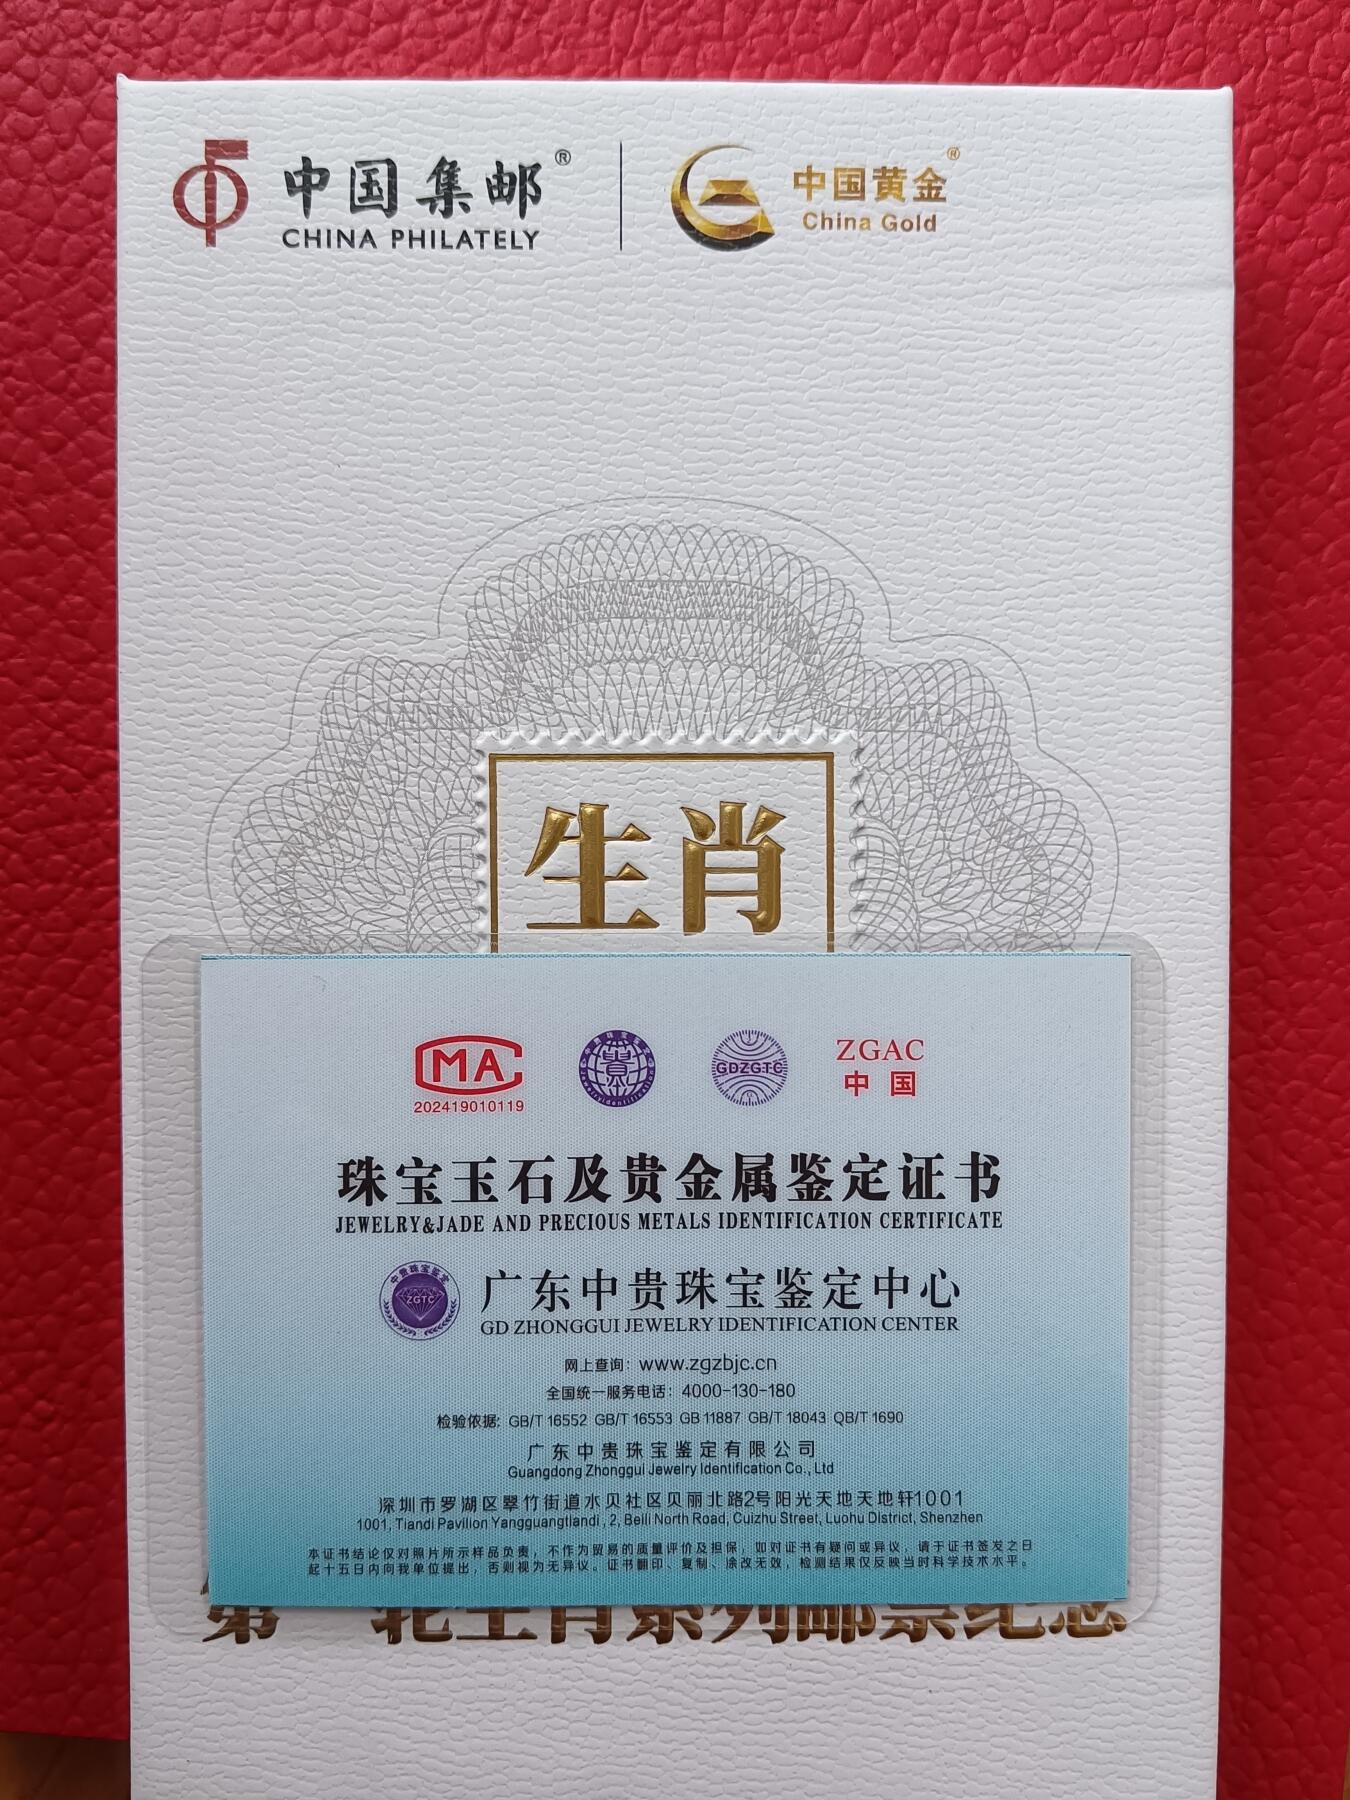 中国集邮®
CHINA PHILATELY
中国黄金®
China Gold
生肖
MA
202419010119
GDZGTC
ZGAC
中国
珠宝玉石及贵金属鉴定证书
JEWELRY&JADE AND PRECIOUS METALS IDENTIFICATION CERTIFICATE
中贵珠宝鉴定
ZGTC
广东中贵珠宝鉴定中心
GD ZHONGGUI JEWELRY IDENTIFICATION CENTER
网上查询：www.zgzbjc.cn
全国统一服务电话：4000-130-180
检验依据: GB/T 16552 GB/T 16553 GB 11887 GB/T 18043 QB/T 1690
广东中贵珠宝鉴定有限公司
Guangdong Zhonggui Jewelry Identification Co., Ltd
深圳市罗湖区翠竹街道水贝社区贝丽北路2号阳光天地天地轩1001
1001, Tiandi Pavilion Yangguangtiandi , 2, Beili North Road, Cuizhu Street, Luohu District, Shenzhen
本证书结论仅对照片所示样品负责，不作为贸易的质量评价及担保，如对证书有疑问或异议，请于证书签发之日
起十五日内向我单位提出，否则视为无异议。证书翻印、复制、涂改无效，检测结果仅反映当时科学技术水平。
轮生肖系列邮票纪念